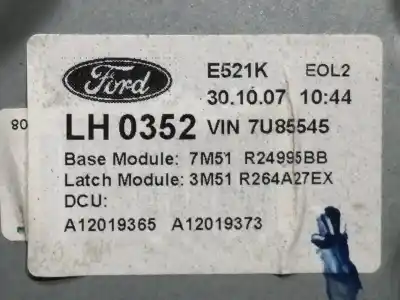 Ford
E521K EOL2
30.10.07 10:44
LH 0352 VIN 7U85545
Base Module: 7M51 R24995BB
Latch Module: 3M51 R264A27EX
DCU:
A12019365 A12019373
08